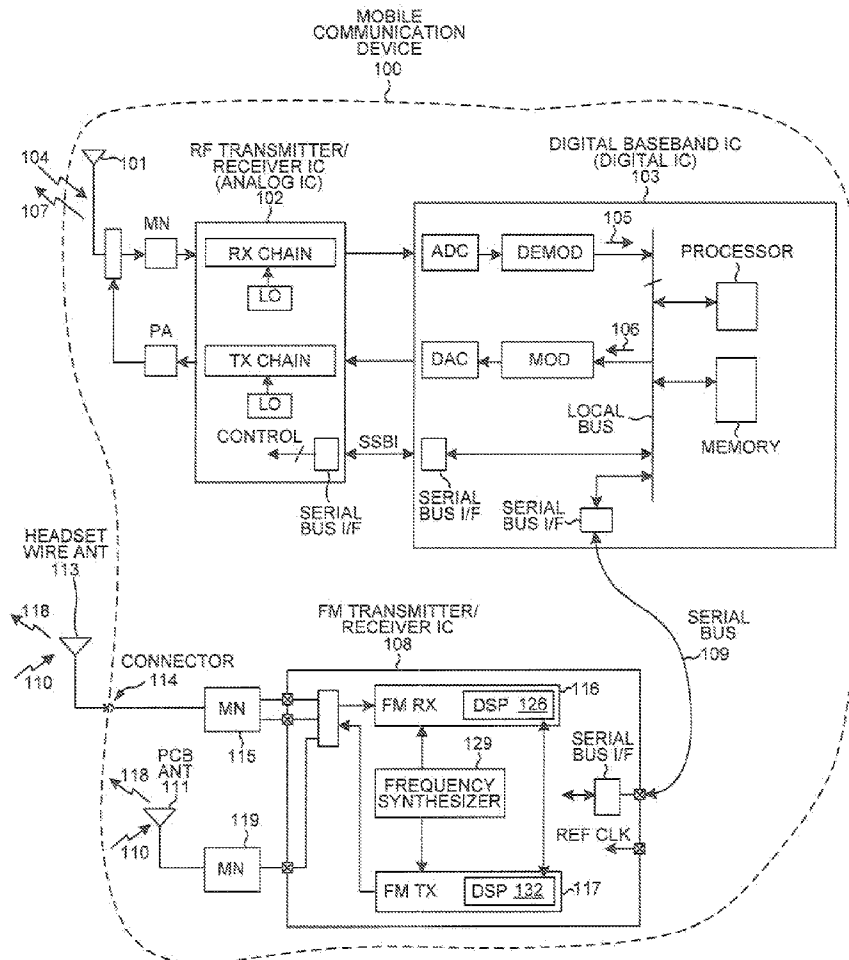 MOBILE
COMMUNICATION
DEVICE
100
104
101
107
RF TRANSMITTER/
RECEIVER IC
(ANALOG IC)
102
DIGITAL BASEBAND IC
(DIGITAL IC)
103
MN
RX CHAIN
LO
ADC
DEMOD
105
PROCESSOR
PA
TX CHAIN
LO
DAC
MOD
106
LOCAL
BUS
MEMORY
CONTROL
SSBI
SERIAL
BUS I/F
SERIAL
BUS I/F
SERIAL
BUS I/F
HEADSET
WIRE ANT
113
118
110
CONNECTOR
114
FM TRANSMITTER/
RECEIVER IC
108
SERIAL
BUS
109
MN
115
FM RX
DSP 126
116
PCB
ANT
111
118
110
119
MN
129
FREQUENCY
SYNTHESIZER
SERIAL
BUS I/F
REF CLK
FM TX
DSP 132
117